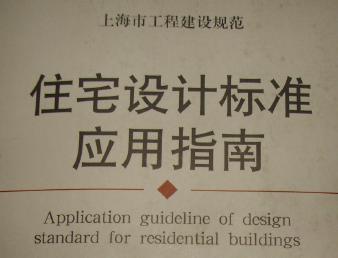 上海市工程建设规范
住宅设计标准
应用指南
Application guideline of design
standard for residential buildings